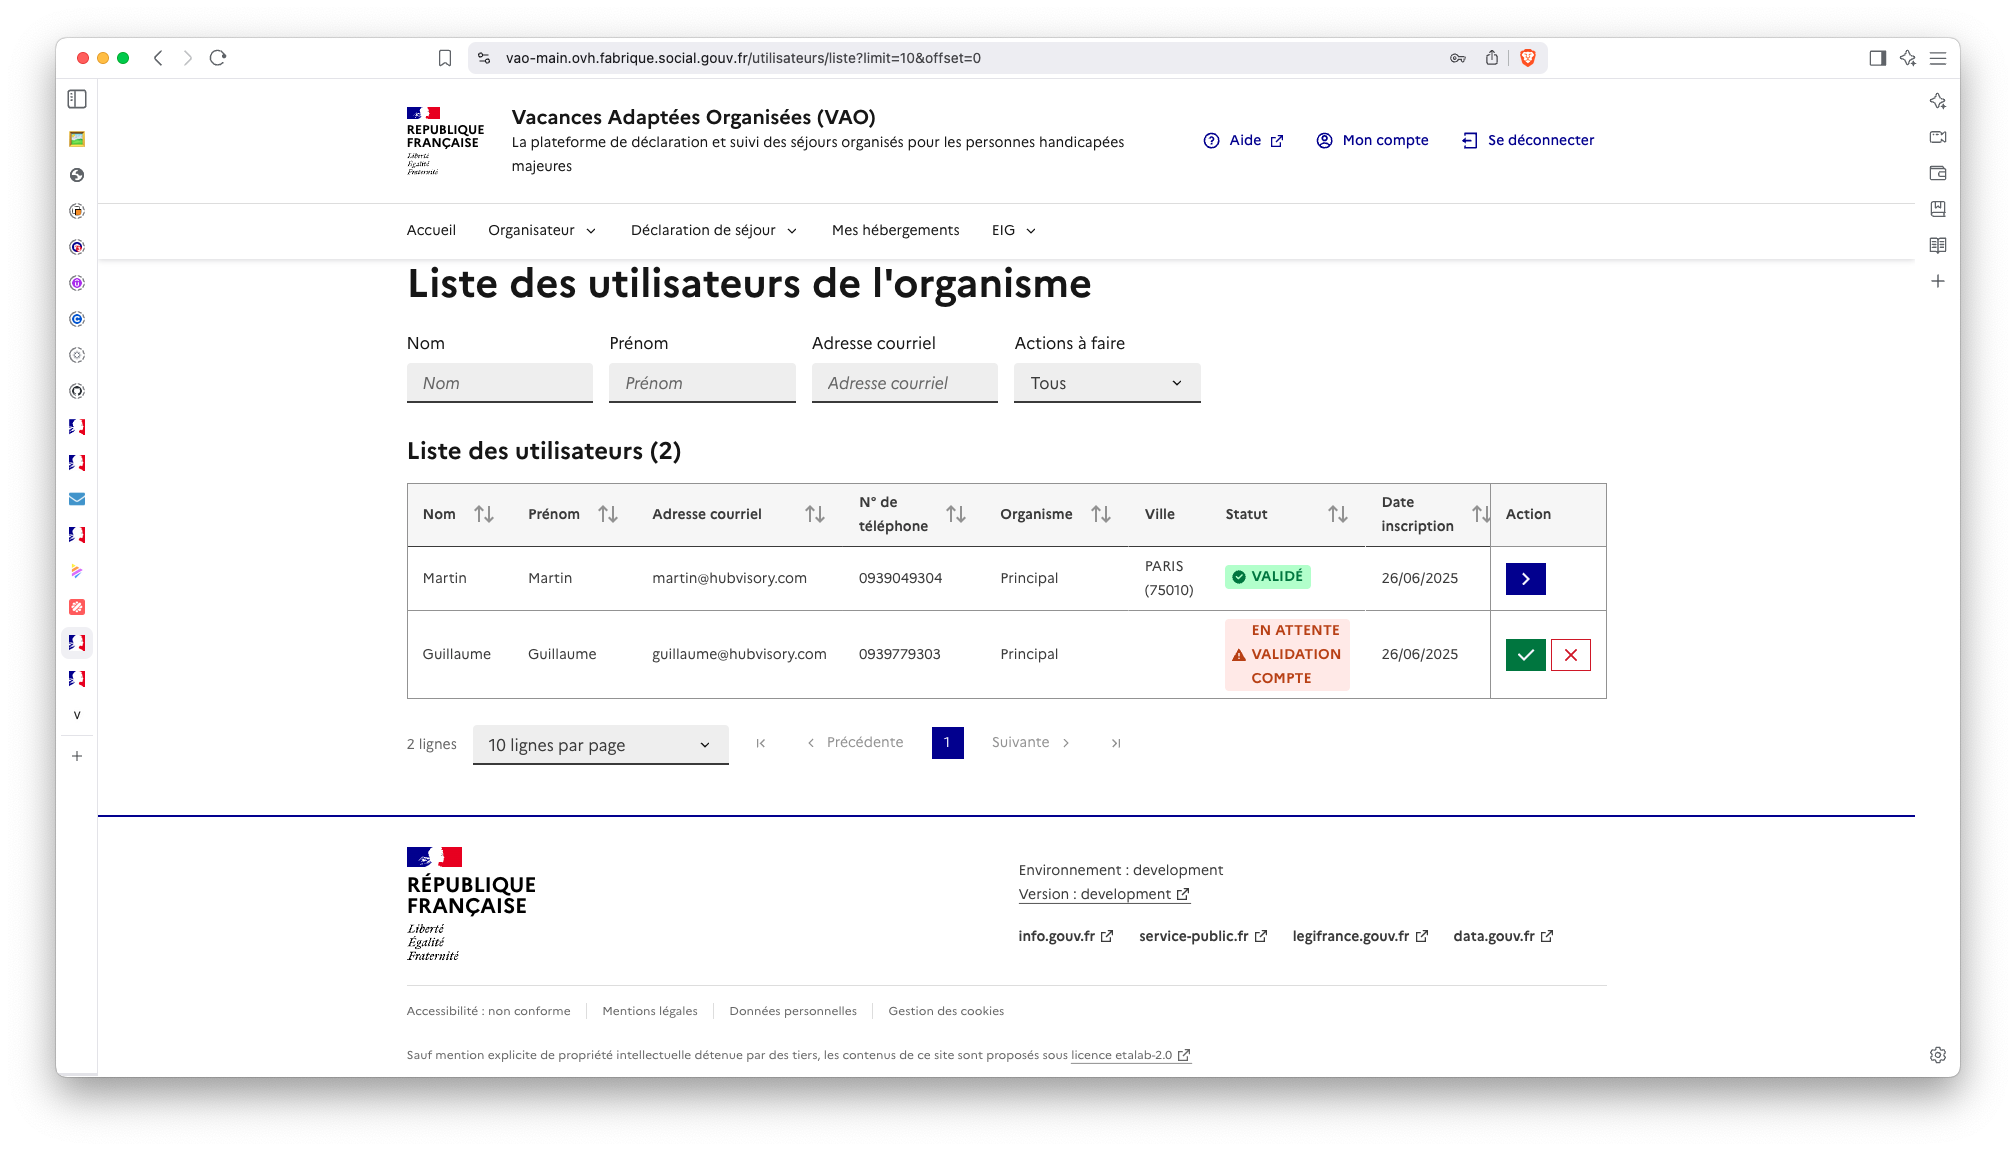 vao-main.ovh.fabrique.social.gouv.fr/utilisateurs/liste?limit=10&offset=0
RÉPUBLIQUE
FRANÇAISE
Liberté
Égalité
Fraternité
Vacances Adaptées Organisées (VAO)
La plateforme de déclaration et suivi des séjours organisés pour les personnes handicapées
majeures
Aide
Mon compte
Se déconnecter
Accueil
Organisateur
Déclaration de séjour
Mes hébergements
EIG
Liste des utilisateurs de l'organisme
Nom
Prénom
Adresse courriel
Actions à faire
Nom
Prénom
Adresse courriel
Tous
Liste des utilisateurs (2)
Nom
Prénom
Adresse courriel
N° de
téléphone
Organisme
Ville
Statut
Date
inscription
Action
Martin
Martin
martin@hubvisory.com
0939049304
Principal
PARIS
(75010)
VALIDÉ
26/06/2025
Guillaume
Guillaume
guillaume@hubvisory.com
0939779303
Principal
EN ATTENTE
VALIDATION
COMPTE
26/06/2025
2 lignes
10 lignes par page
Précédente
1
Suivante
V
RÉPUBLIQUE
FRANÇAISE
Liberté
Égalité
Fraternité
Environnement : development
Version : development
info.gouv.fr
service-public.fr
legifrance.gouv.fr
data.gouv.fr
Accessibilité : non conforme
Mentions légales
Données personnelles
Gestion des cookies
Sauf mention explicite de propriété intellectuelle détenue par des tiers, les contenus de ce site sont proposés sous licence etalab-2.0